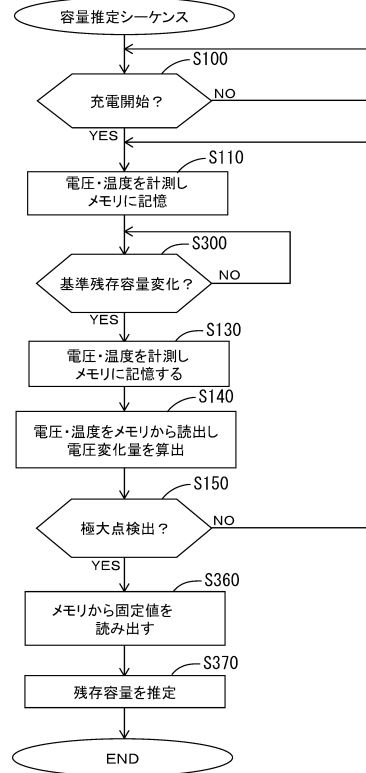 容量推定シーケンス
S100
充電開始？
NO
YES
S110
電圧・温度を計測し
メモリに記憶
S300
基準残存容量変化？
NO
YES
S130
電圧・温度を計測し
メモリに記憶する
S140
電圧・温度をメモリから読出し
電圧変化量を算出
S150
極大点検出？
NO
YES
S360
メモリから固定値を
読み出す
S370
残存容量を推定
END